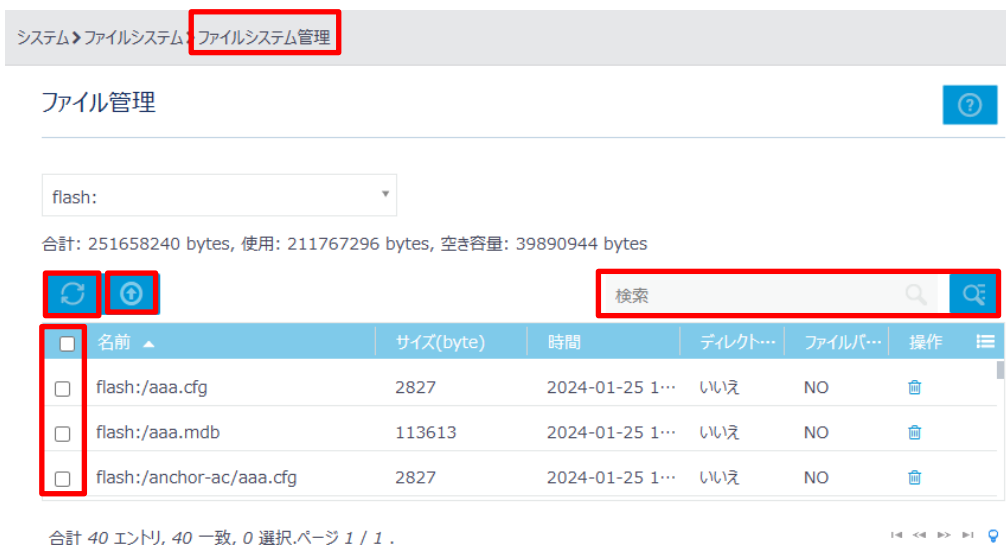 システム>ファイルシステム>ファイルシステム管理
ファイル管理
flash:
合計: 251658240 bytes, 使用: 211767296 bytes, 空き容量: 39890944 bytes
検索
名前 サイズ(byte) 時間 ディレクト… ファイルバ… 操作
flash:/aaa.cfg 2827 2024-01-25 1… いいえ NO
flash:/aaa.mdb 113613 2024-01-25 1… いいえ NO
flash:/anchor-ac/aaa.cfg 2827 2024-01-25 1… いいえ NO
合計 40 エントリ, 40 一致, 0 選択.ページ 1 / 1 .